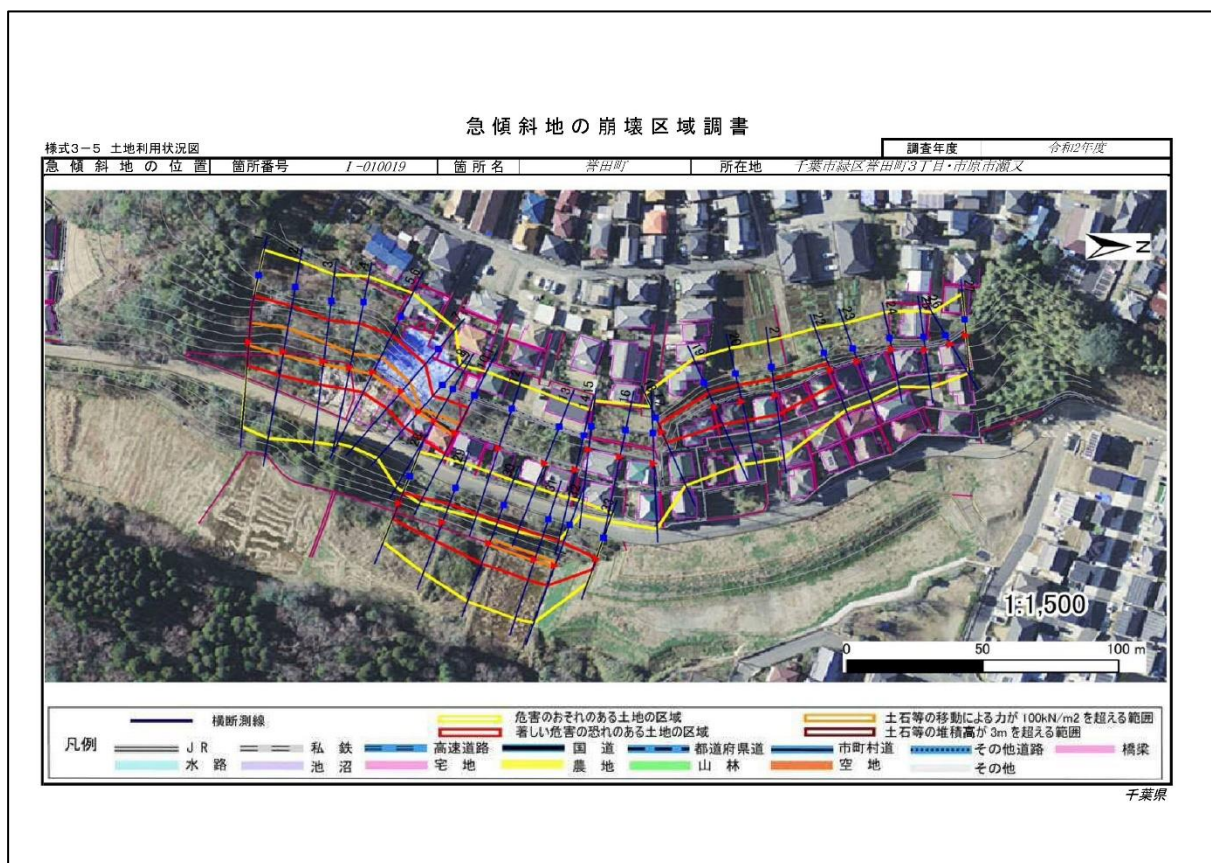 急傾斜地の崩壊区域調書
様式3-5 土地利用状況図
調査年度 令和2年度
急傾斜地の位置 箇所番号 I-010019 箇所名 誉田町 所在地 千葉市緑区誉田町3丁目・市原市瀬又
N
19
20
22
23
24
16
1:1,500
0 50 100 m
凡例
横断測線
危害のおそれのある土地の区域
土石等の移動による力が 100kN/m2 を超える範囲
著しい危害の恐れのある土地の区域
土石等の堆積高が 3m を超える範囲
JR 私鉄 高速道路 国道 都道府県道 市町村道 その他道路 橋梁
水路 池沼 宅地 農地 山林 空地 その他
千葉県